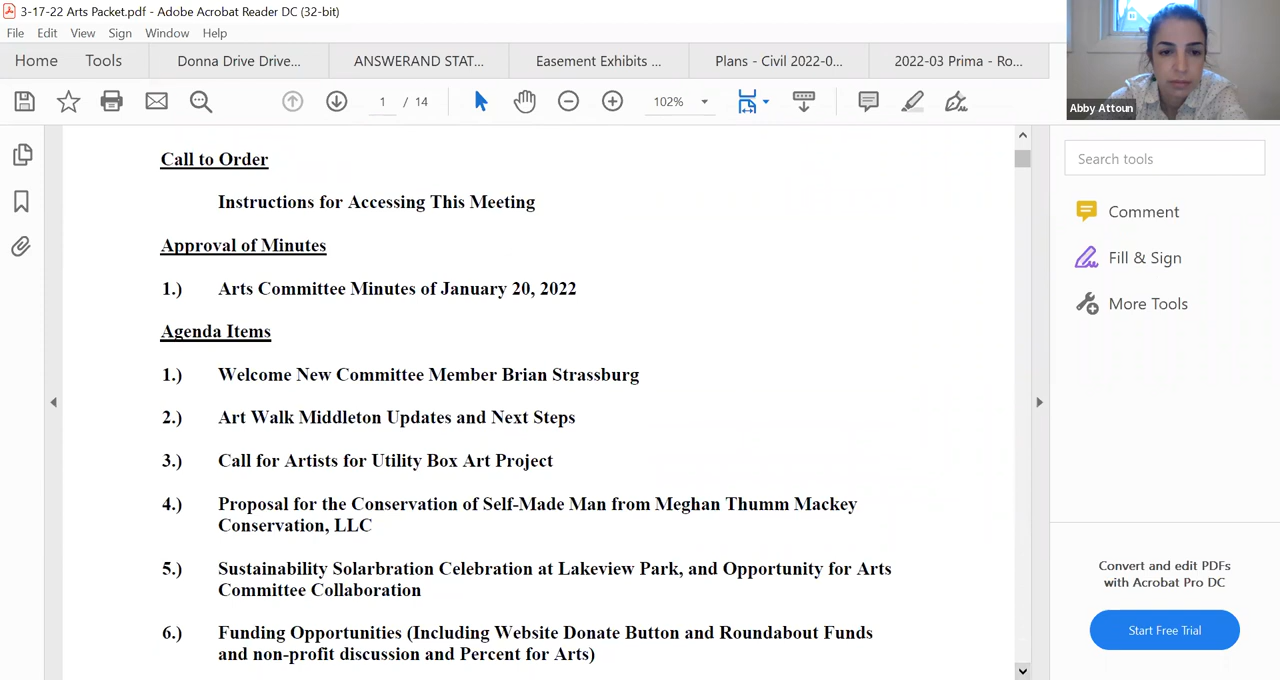 3-17-22 Arts Packet.pdf - Adobe Acrobat Reader DC (32-bit)
File Edit View Sign Window Help
Home Tools Donna Drive Drive... ANSWERAND STAT... Easement Exhibits ... Plans - Civil 2022-0... 2022-03 Prima - Ro...
1 / 14 102%
Abby Attoun
Call to Order
Instructions for Accessing This Meeting
Approval of Minutes
1.) Arts Committee Minutes of January 20, 2022
Agenda Items
1.) Welcome New Committee Member Brian Strassburg
2.) Art Walk Middleton Updates and Next Steps
3.) Call for Artists for Utility Box Art Project
4.) Proposal for the Conservation of Self-Made Man from Meghan Thumm Mackey
Conservation, LLC
5.) Sustainability Solarbration Celebration at Lakeview Park, and Opportunity for Arts
Committee Collaboration
6.) Funding Opportunities (Including Website Donate Button and Roundabout Funds
and non-profit discussion and Percent for Arts)
Search tools
Comment
Fill & Sign
More Tools
Convert and edit PDFs
with Acrobat Pro DC
Start Free Trial